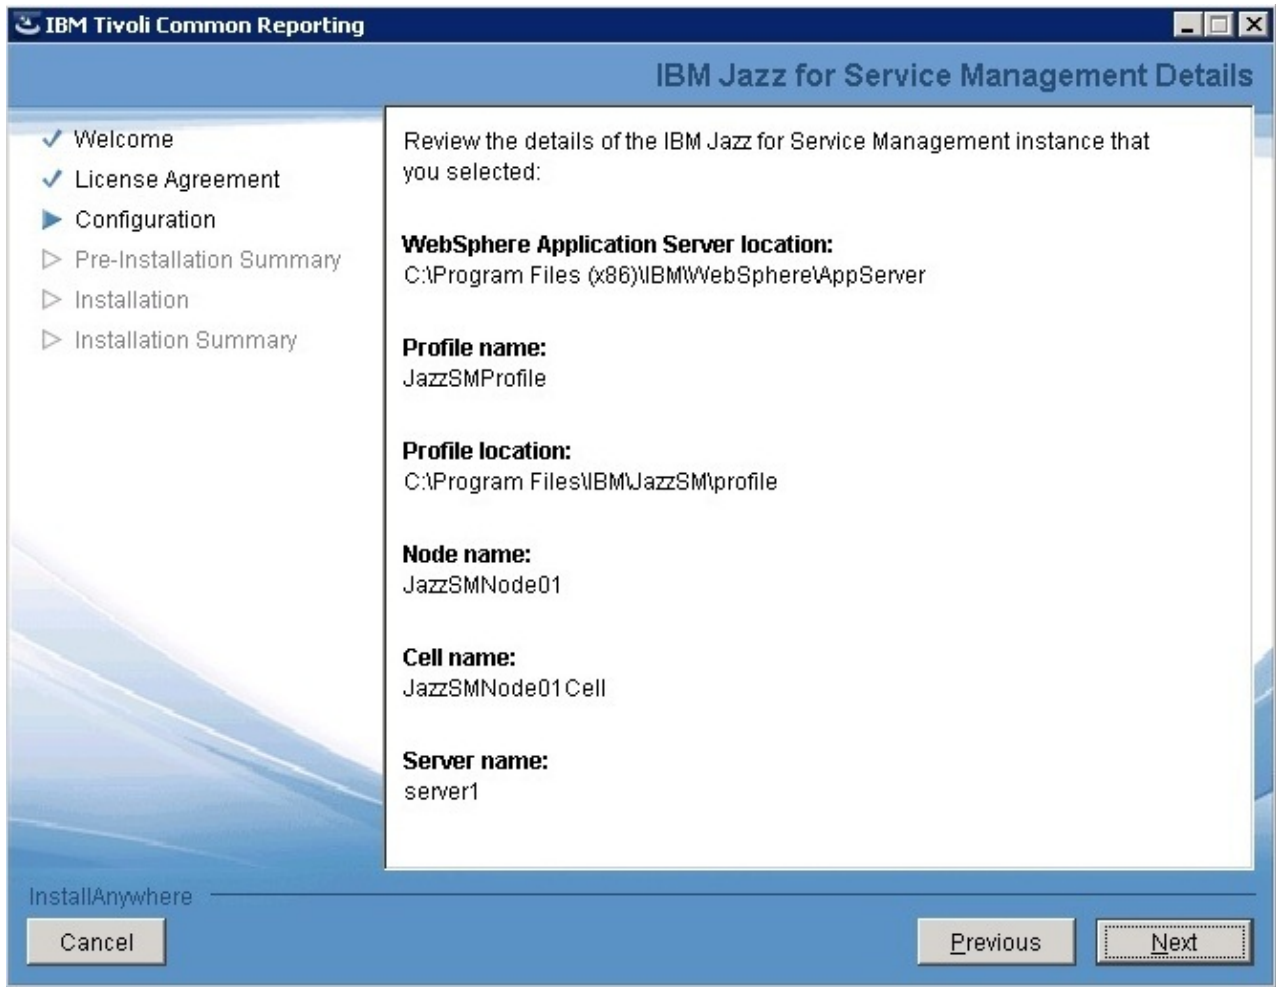 IBM Tivoli Common Reporting
IBM Jazz for Service Management Details
Welcome
License Agreement
Configuration
Pre-Installation Summary
Installation
Installation Summary
Review the details of the IBM Jazz for Service Management instance that
you selected:
WebSphere Application Server location:
C:\Program Files (x86)\IBM\WebSphere\AppServer
Profile name:
JazzSMProfile
Profile location:
C:\Program Files\IBM\JazzSM\profile
Node name:
JazzSMNode01
Cell name:
JazzSMNode01Cell
Server name:
server1
InstallAnywhere
Cancel
Previous
Next